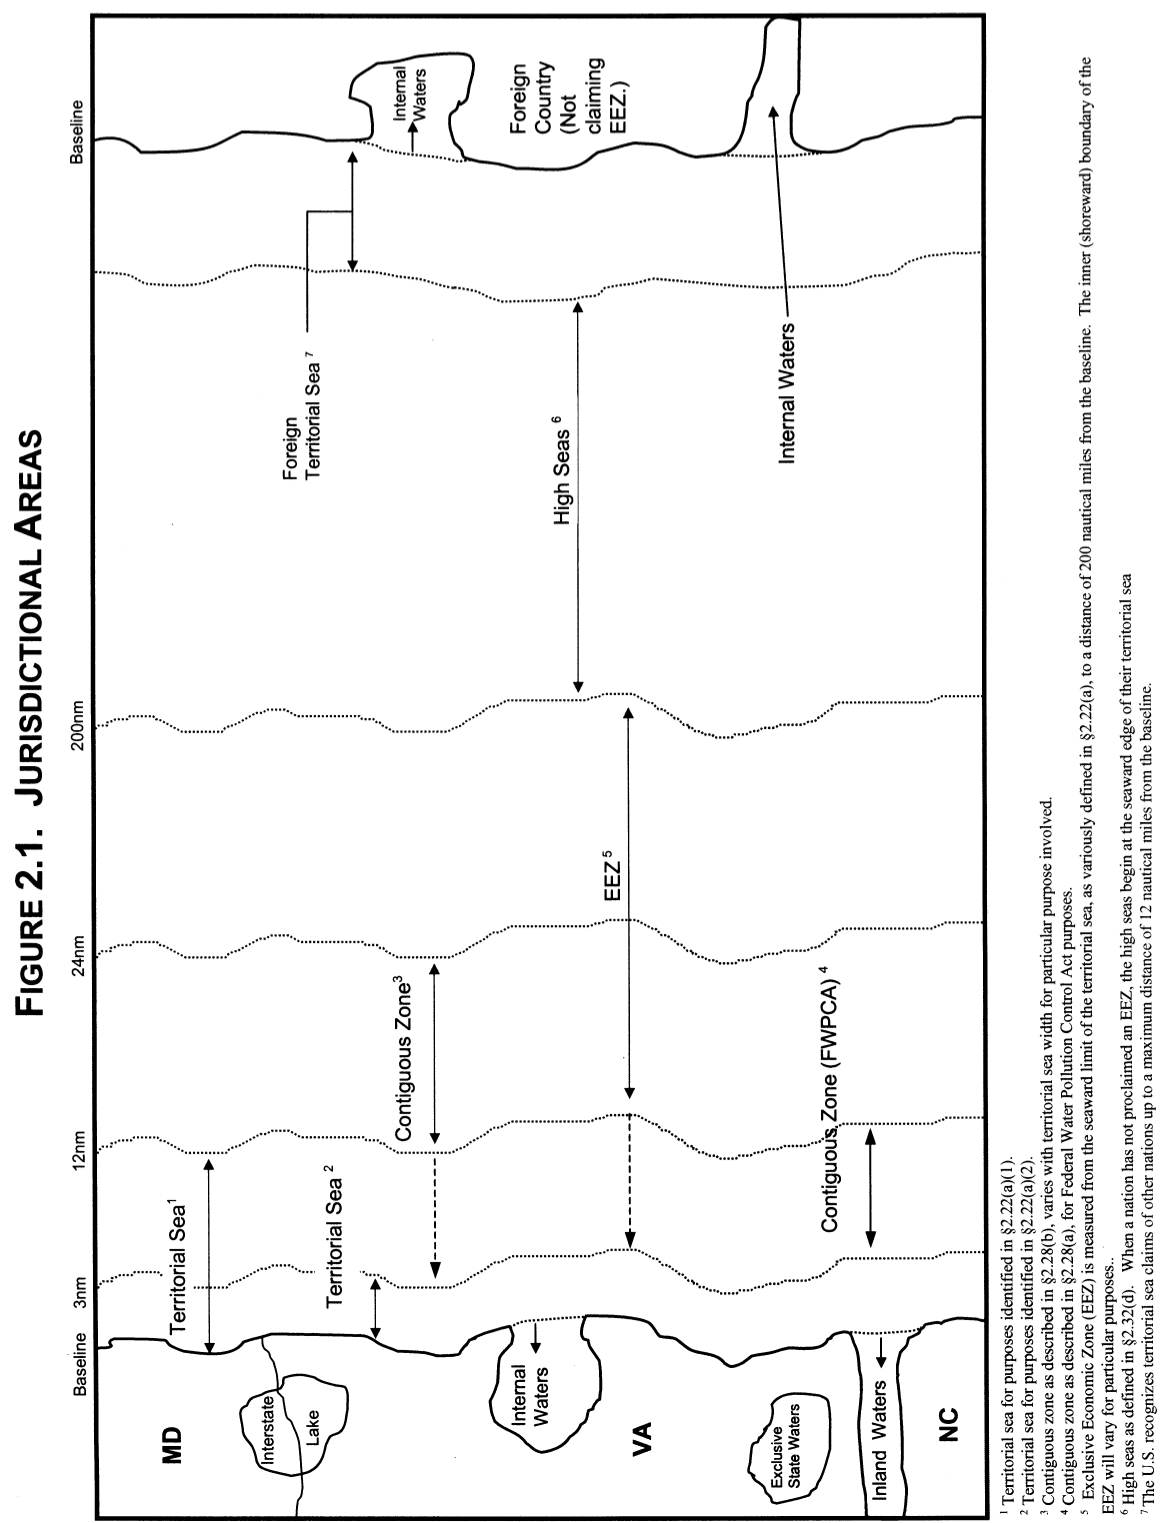 FIGURE 2.1. JURISDICTIONAL AREAS
Baseline
3nm
12nm
24nm
200nm
Baseline
MD
Territorial Sea1
Interstate
Lake
Territorial Sea 2
Foreign
Territorial Sea 7
Contiguous Zone3
Internal
Waters
Internal
Waters
High Seas 6
Foreign
Country
(Not
claiming
EEZ.)
EEZ 5
VA
Exclusive
State Waters
Contiguous Zone (FWPCA) 4
Internal Waters
Inland Waters
NC
1 Territorial sea for purposes identified in §2.22(a)(1).
2 Territorial sea for purposes identified in §2.22(a)(2).
3 Contiguous zone as described in §2.28(b), varies with territorial sea width for particular purpose involved.
4 Contiguous zone as described in §2.28(a), for Federal Water Pollution Control Act purposes.
5 Exclusive Economic Zone (EEZ) is measured from the seaward limit of the territorial sea, as variously defined in §2.22(a), to a distance of 200 nautical miles from the baseline. The inner (shoreward) boundary of the
EEZ will vary for particular purposes..
6 High seas as defined in §2.32(d). When a nation has not proclaimed an EEZ, the high seas begin at the seaward edge of their territorial sea
7 The U.S. recognizes territorial sea claims of other nations up to a maximum distance of 12 nautical miles from the baseline.